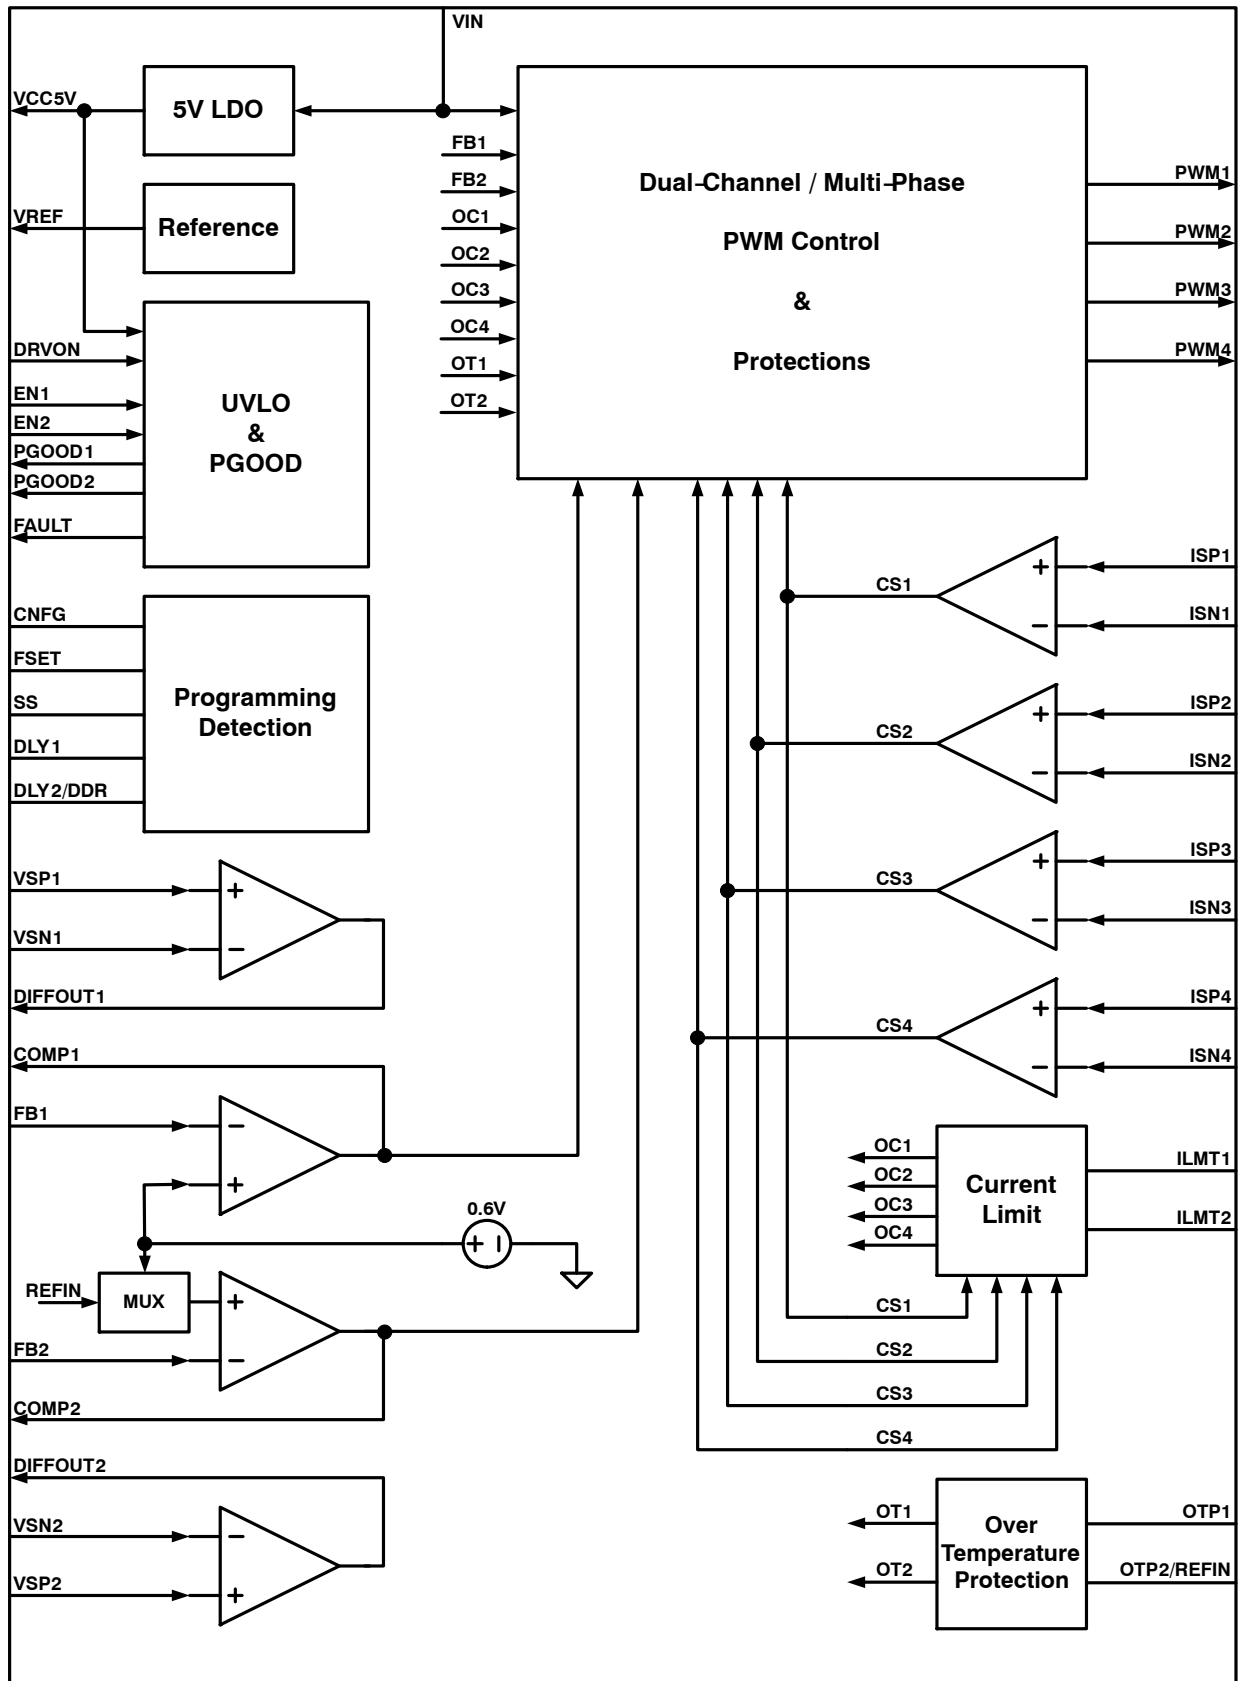 VIN
VCC5V
5V LDO
FB1
FB2
OC1
OC2
OC3
OC4
OT1
OT2
Dual-Channel / Multi-Phase
PWM Control
&
Protections
PWM1
PWM2
PWM3
PWM4
VREF
Reference
DRVON
EN1
EN2
PGOOD1
PGOOD2
FAULT
UVLO
&
PGOOD
CNFG
FSET
SS
DLY1
DLY2/DDR
Programming
Detection
CS1
+
−
ISP1
ISN1
CS2
+
−
ISP2
ISN2
CS3
+
−
ISP3
ISN3
CS4
+
−
ISP4
ISN4
VSP1
+
VSN1
−
DIFFOUT1
COMP1
FB1
−
+
0.6V
+ −
REFIN
MUX
+
FB2
−
COMP2
DIFFOUT2
VSN2
−
VSP2
+
OC1
OC2
OC3
OC4
Current
Limit
ILMT1
ILMT2
CS1
CS2
CS3
CS4
OT1
OT2
Over
Temperature
Protection
OTP1
OTP2/REFIN